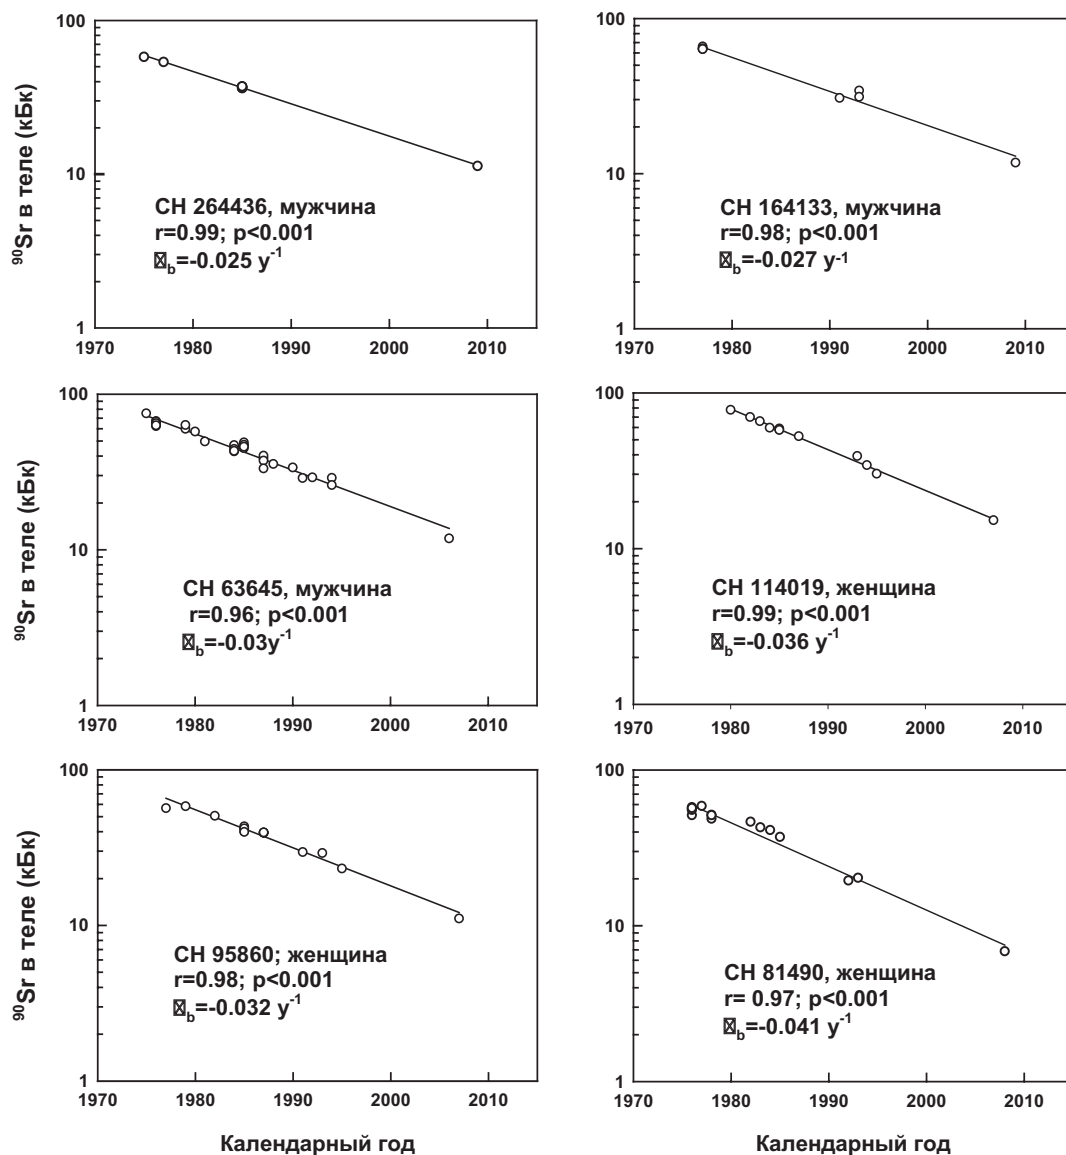 100
10
1
⁹⁰Sr в теле (кБк)
СН 264436, мужчина
r=0.99; p<0.001
☒b=-0.025 y⁻¹
1970 1980 1990 2000 2010
100
10
1
СН 164133, мужчина
r=0.98; p<0.001
☒b=-0.027 y-1
1970 1980 1990 2000 2010
100
10
1
⁹⁰Sr в теле (кБк)
СН 63645, мужчина
r=0.96; p<0.001
☒b=-0.03y⁻¹
1970 1980 1990 2000 2010
100
10
1
СН 114019, женщина
r=0.99; p<0.001
☒b=-0.036 y⁻¹
1970 1980 1990 2000 2010
100
10
1
⁹⁰Sr в теле (кБк)
СН 95860; женщина
r=0.98; p<0.001
☒b=-0.032 y⁻¹
1970 1980 1990 2000 2010
Календарный год
100
10
1
СН 81490, женщина
r= 0.97; p<0.001
☒b=-0.041 y⁻¹
1970 1980 1990 2000 2010
Календарный год